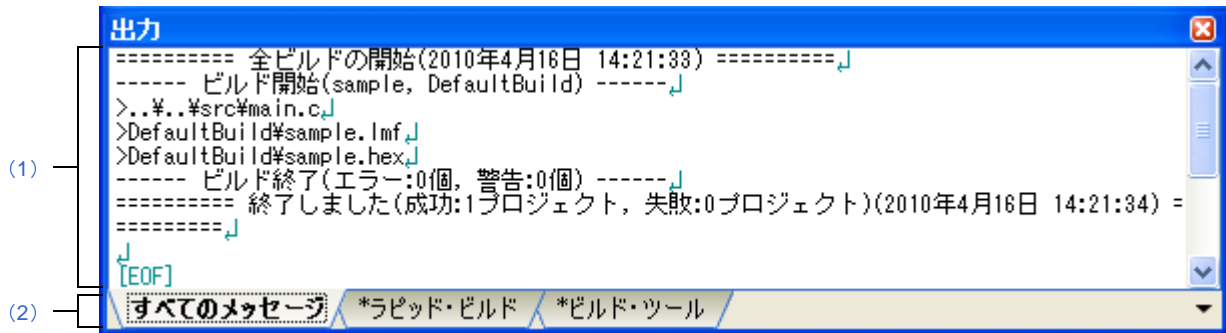 出力
========== 全ビルドの開始(2010年4月16日 14:21:33) ==========↲
------ ビルド開始(sample, DefaultBuild) ------↲
>..¥..¥src¥main.c↲
>DefaultBuild¥sample.lmf↲
(1)
>DefaultBuild¥sample.hex↲
------ ビルド終了(エラー:0個, 警告:0個) ------↲
========== 終了しました(成功:1プロジェクト, 失敗:0プロジェクト)(2010年4月16日 14:21:34) =
=========↲
↲
[EOF]
(2)
すべてのメッセージ *ラピッド・ビルド *ビルド・ツール